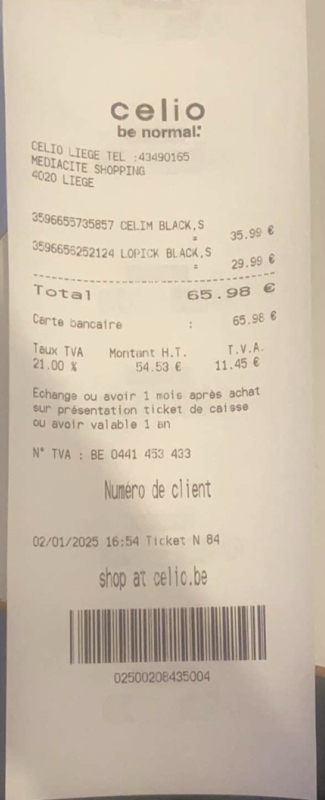 celio
be normal:
CELIO LIEGE TEL :43490165
MEDIACITE SHOPPING
4020 LIEGE
3596655735857 CELIM BLACK,S
= 35.99 €
3596656252124 LOPICK BLACK,S
= 29.99 €
Total 65.98 €
Carte bancaire : 65.98 €
Taux TVA Montant H.T. T.V.A.
21.00 % 54.53 € 11.45 €
Echange ou avoir 1 mois après achat
sur présentation ticket de caisse
ou avoir valable 1 an
N° TVA : BE 0441 453 433
Numéro de client
02/01/2025 16:54 Ticket N 84
shop at celio.be
02500208435004